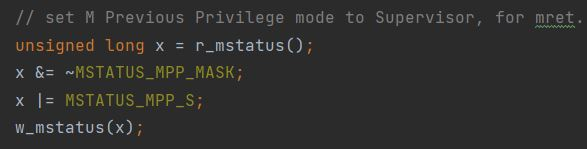 // set M Previous Privilege mode to Supervisor, for mret.
unsigned long x = r_mstatus();
x &= ~MSTATUS_MPP_MASK;
x |= MSTATUS_MPP_S;
w_mstatus(x);